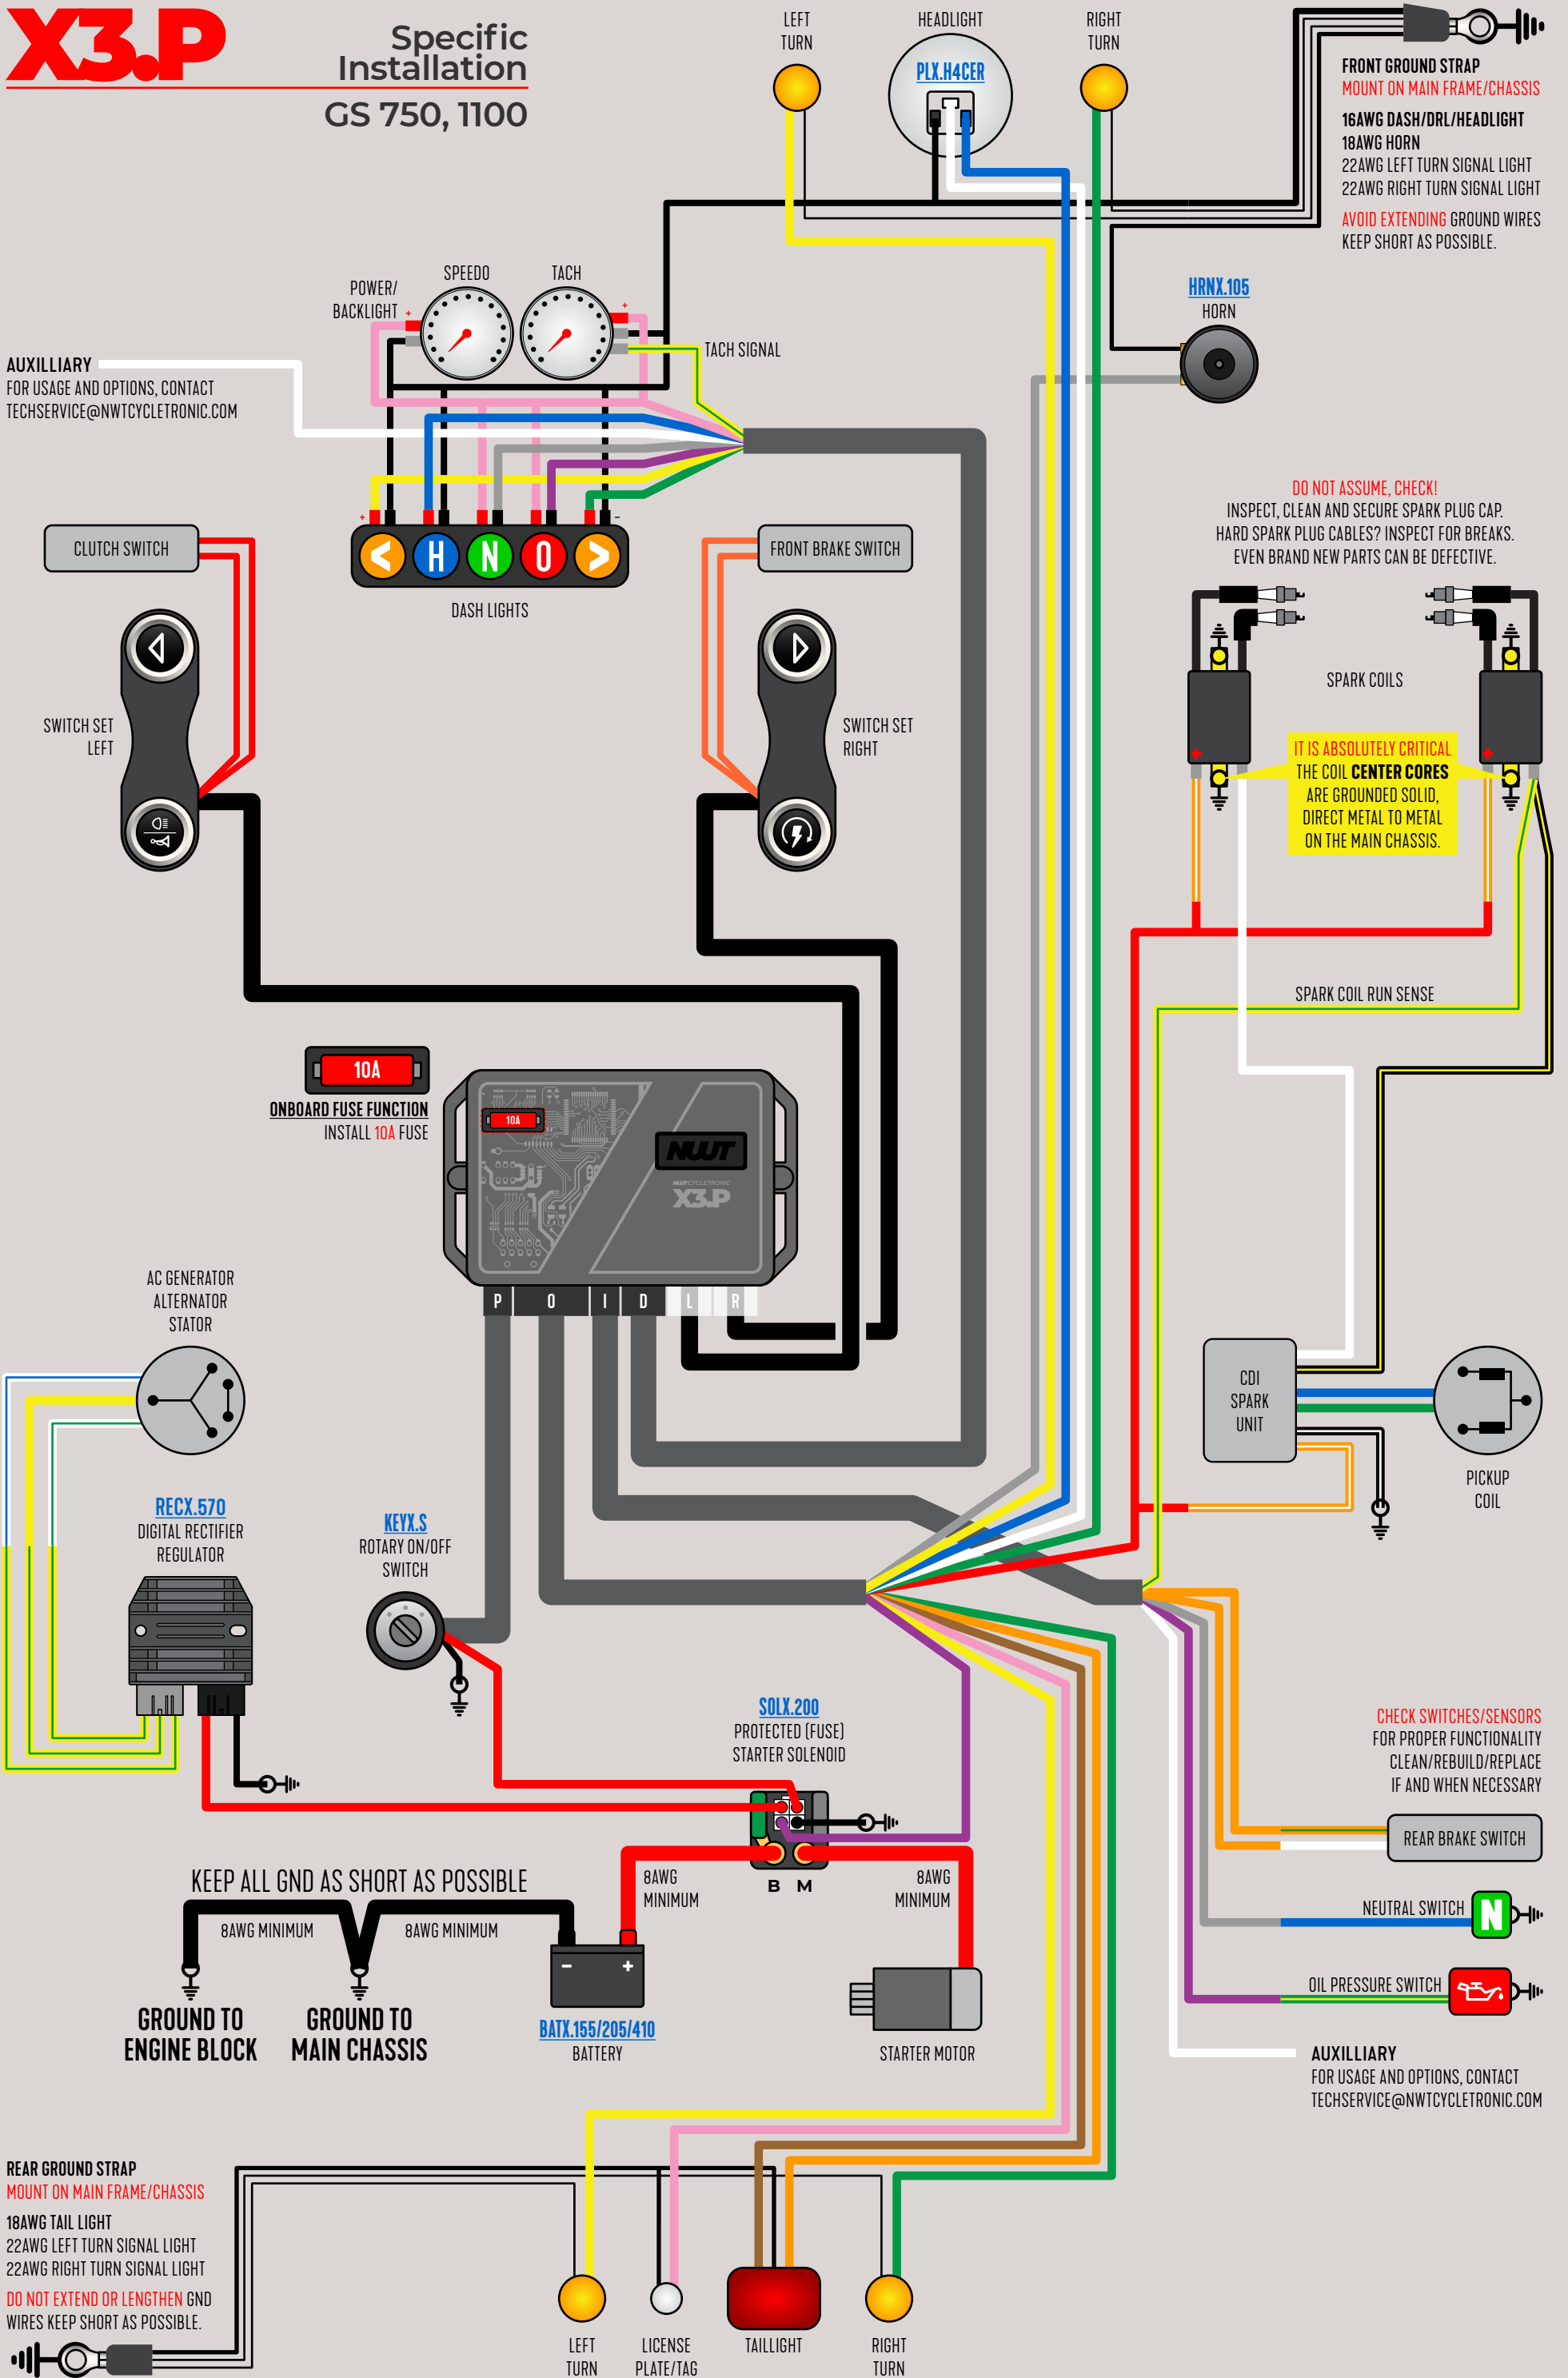 X3.P
Specific
Installation
GS 750, 1100
LEFT
TURN
HEADLIGHT
PLX.H4CER
RIGHT
TURN
FRONT GROUND STRAP
MOUNT ON MAIN FRAME/CHASSIS
16AWG DASH/DRL/HEADLIGHT
18AWG HORN
22AWG LEFT TURN SIGNAL LIGHT
22AWG RIGHT TURN SIGNAL LIGHT
AVOID EXTENDING GROUND WIRES
KEEP SHORT AS POSSIBLE.
POWER/
BACKLIGHT
SPEEDO
TACH
+
+
TACH SIGNAL
HRNX.105
HORN
AUXILLIARY
FOR USAGE AND OPTIONS, CONTACT
TECHSERVICE@NWTCYCLETRONIC.COM
+
–
< H N O >
DASH LIGHTS
CLUTCH SWITCH
FRONT BRAKE SWITCH
SWITCH SET
LEFT
SWITCH SET
RIGHT
DO NOT ASSUME, CHECK!
INSPECT, CLEAN AND SECURE SPARK PLUG CAP.
HARD SPARK PLUG CABLES? INSPECT FOR BREAKS.
EVEN BRAND NEW PARTS CAN BE DEFECTIVE.
SPARK COILS
+
+
IT IS ABSOLUTELY CRITICAL
THE COIL CENTER CORES
ARE GROUNDED SOLID,
DIRECT METAL TO METAL
ON THE MAIN CHASSIS.
SPARK COIL RUN SENSE
10A
ONBOARD FUSE FUNCTION
INSTALL 10A FUSE
10A
NWT
NWTCYCLETRONIC
X3.P
P O I D L R
AC GENERATOR
ALTERNATOR
STATOR
RECX.570
DIGITAL RECTIFIER
REGULATOR
KEYX.S
ROTARY ON/OFF
SWITCH
CDI
SPARK
UNIT
PICKUP
COIL
SOLX.200
PROTECTED (FUSE)
STARTER SOLENOID
B M
8AWG
MINIMUM
8AWG
MINIMUM
KEEP ALL GND AS SHORT AS POSSIBLE
8AWG MINIMUM
8AWG MINIMUM
GROUND TO
ENGINE BLOCK
GROUND TO
MAIN CHASSIS
– +
BATX.155/205/410
BATTERY
STARTER MOTOR
CHECK SWITCHES/SENSORS
FOR PROPER FUNCTIONALITY
CLEAN/REBUILD/REPLACE
IF AND WHEN NECESSARY
REAR BRAKE SWITCH
NEUTRAL SWITCH
N
OIL PRESSURE SWITCH
AUXILLIARY
FOR USAGE AND OPTIONS, CONTACT
TECHSERVICE@NWTCYCLETRONIC.COM
REAR GROUND STRAP
MOUNT ON MAIN FRAME/CHASSIS
18AWG TAIL LIGHT
22AWG LEFT TURN SIGNAL LIGHT
22AWG RIGHT TURN SIGNAL LIGHT
DO NOT EXTEND OR LENGTHEN GND
WIRES KEEP SHORT AS POSSIBLE.
LEFT
TURN
LICENSE
PLATE/TAG
TAILLIGHT
RIGHT
TURN